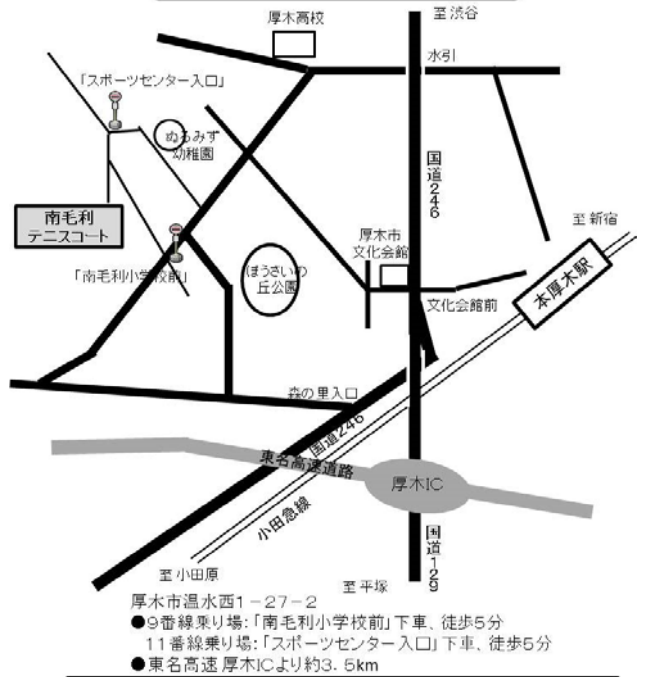 至 渋谷
厚木高校
水引
「スポーツセンター入口」
ぬるみず
幼稚園
国道246
至 新宿
南毛利
テニスコート
厚木市
文化会館
本厚木駅
「南毛利小学校前」
ぼうさいの
丘公園
文化会館前
森の里入口
国道246
東名高速道路
厚木IC
小田急線
国道129
至 小田原
至 平塚
厚木市温水西1-27-2
●9番線乗り場:「南毛利小学校前」下車、徒歩5分
11番線乗り場:「スポーツセンター入口」下車、徒歩5分
●東名高速 厚木ICより約3.5km